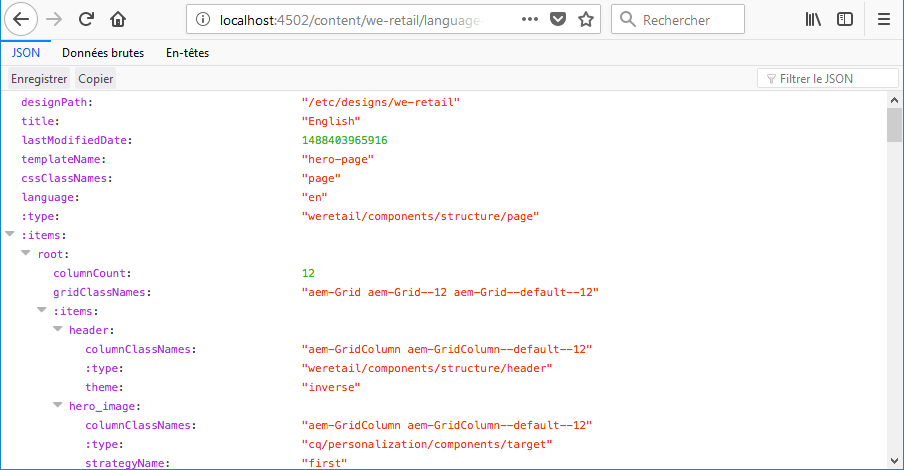 localhost:4502/content/we-retail/language- Rechercher
JSON Données brutes En-têtes
Enregistrer Copier Filtrer le JSON
designPath: "/etc/designs/we-retail"
title: "English"
lastModifiedDate: 1488403965916
templateName: "hero-page"
cssClassNames: "page"
language: "en"
:type: "weretail/components/structure/page"
:items:
root:
columnCount: 12
gridClassNames: "aem-Grid aem-Grid--12 aem-Grid--default--12"
:items:
header:
columnClassNames: "aem-GridColumn aem-GridColumn--default--12"
:type: "weretail/components/structure/header"
theme: "inverse"
hero_image:
columnClassNames: "aem-GridColumn aem-GridColumn--default--12"
:type: "cq/personalization/components/target"
strategyName: "first"